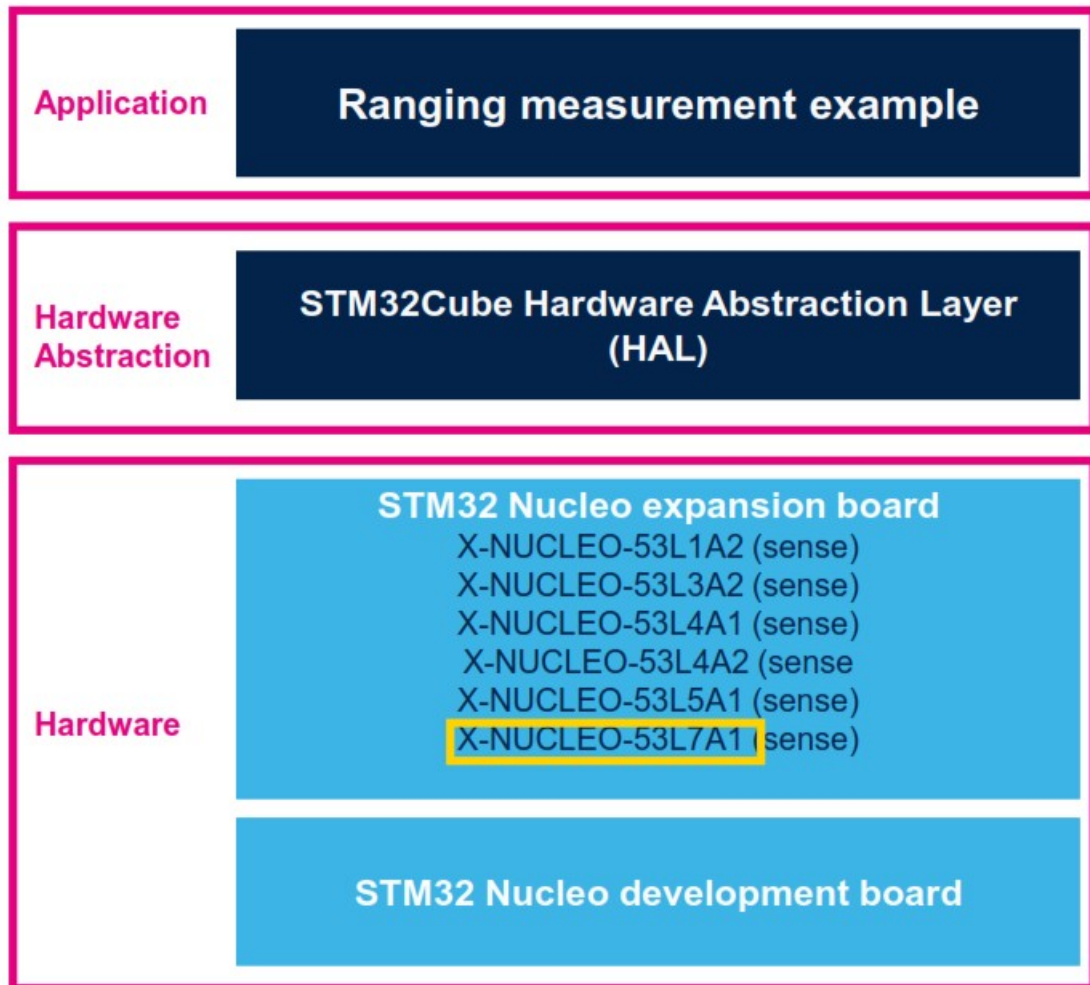 Application
Ranging measurement example
Hardware
Abstraction
STM32Cube Hardware Abstraction Layer
(HAL)
Hardware
STM32 Nucleo expansion board
X-NUCLEO-53L1A2 (sense)
X-NUCLEO-53L3A2 (sense)
X-NUCLEO-53L4A1 (sense)
X-NUCLEO-53L4A2 (sense
X-NUCLEO-53L5A1 (sense)
X-NUCLEO-53L7A1 (sense)
STM32 Nucleo development board